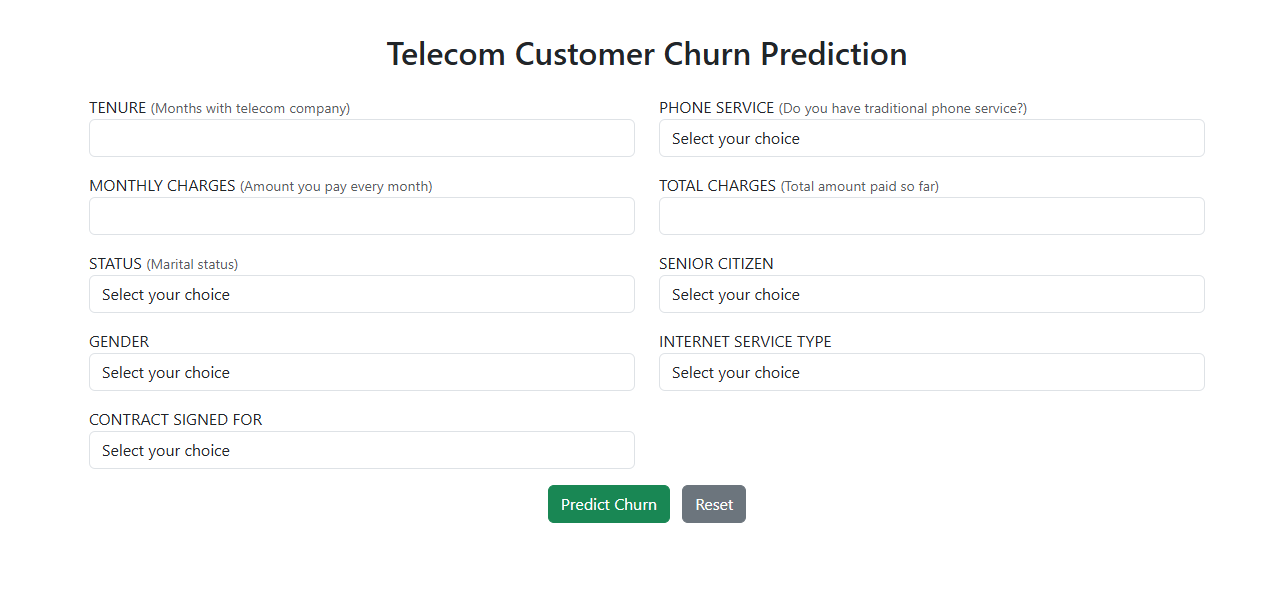 Telecom Customer Churn Prediction
TENURE (Months with telecom company)
PHONE SERVICE (Do you have traditional phone service?)
Select your choice
MONTHLY CHARGES (Amount you pay every month)
TOTAL CHARGES (Total amount paid so far)
STATUS (Marital status)
Select your choice
SENIOR CITIZEN
Select your choice
GENDER
Select your choice
INTERNET SERVICE TYPE
Select your choice
CONTRACT SIGNED FOR
Select your choice
Predict Churn
Reset